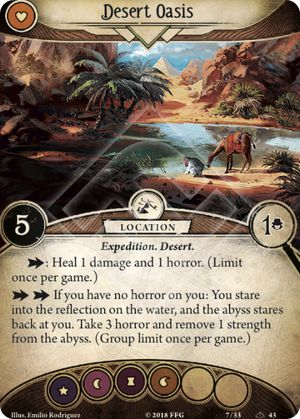 Desert Oasis
5
1
LOCATION
Expedition. Desert.
: Heal 1 damage and 1 horror. (Limit
once per game.)
If you have no horror on you: You stare
into the reflection on the water, and the abyss stares
back at you. Take 3 horror and remove 1 strength
from the abyss. (Group limit once per game.)
Illus. Emilio Rodriguez
© 2018 FFG
7/33
43